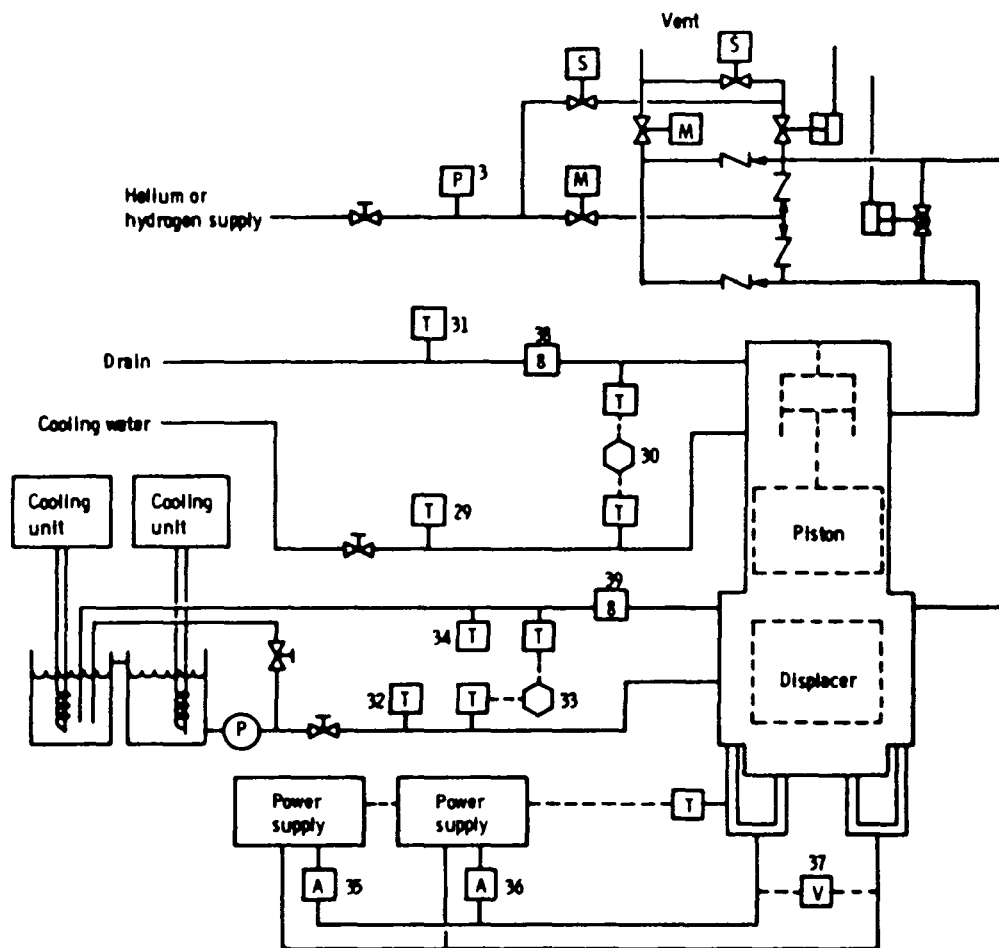 Vent
S
S
M
P 3
M
Helium or
hydrogen supply
T 31
38
8
Drain
T
Cooling water
30
Cooling
unit
Cooling
unit
T 29
T
Piston
39
8
34 T
T
Displacer
32 T
T
33
P
Power
supply
Power
supply
T
37
A 35
A 36
V